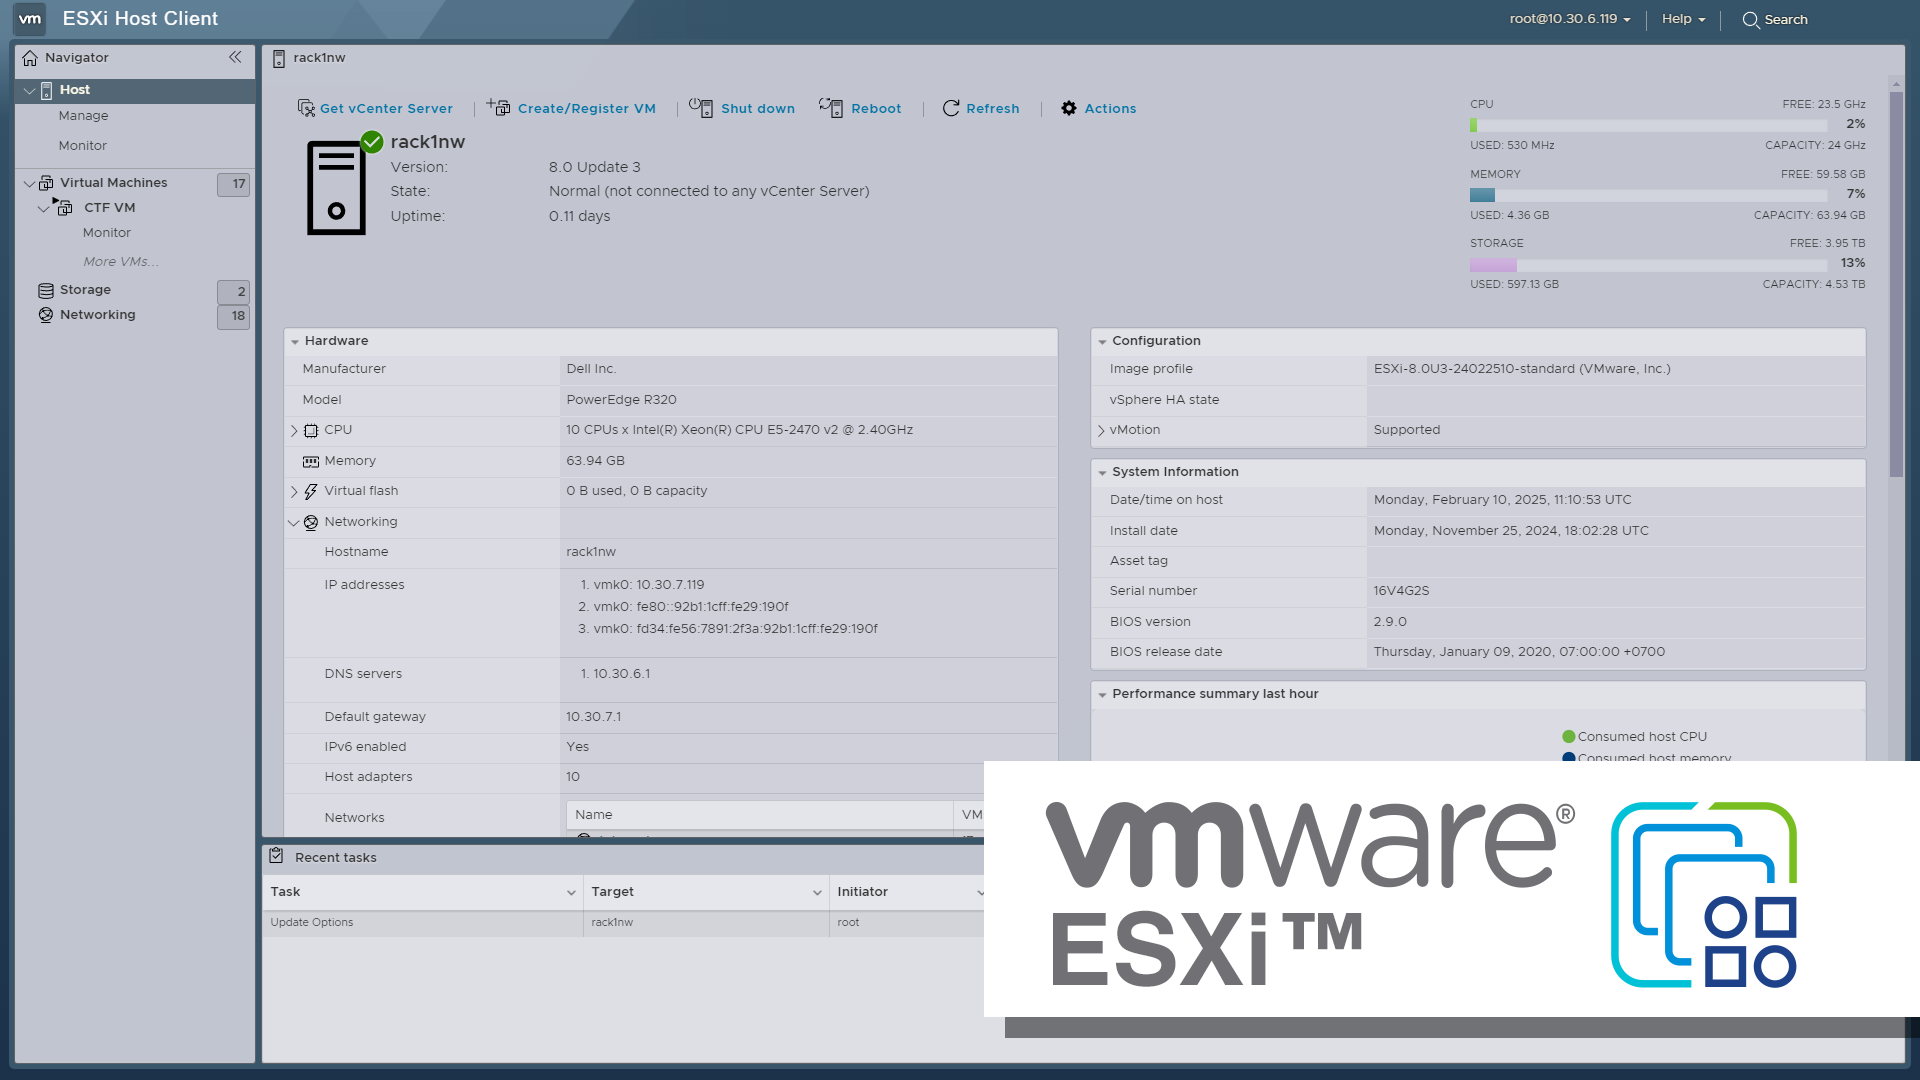 vm ESXi Host Client
root@10.30.6.119
Help
Search
Navigator
Host
Manage
Monitor
Virtual Machines 17
CTF VM
Monitor
More VMs...
Storage 2
Networking 18
rack1nw
Get vCenter Server
Create/Register VM
Shut down
Reboot
Refresh
Actions
rack1nw
Version: 8.0 Update 3
State: Normal (not connected to any vCenter Server)
Uptime: 0.11 days
CPU FREE: 23.5 GHz
2%
USED: 530 MHz CAPACITY: 24 GHz
MEMORY FREE: 59.58 GB
7%
USED: 4.36 GB CAPACITY: 63.94 GB
STORAGE FREE: 3.95 TB
13%
USED: 597.13 GB CAPACITY: 4.53 TB
Hardware
Manufacturer Dell Inc.
Model PowerEdge R320
CPU 10 CPUs x Intel(R) Xeon(R) CPU E5-2470 v2 @ 2.40GHz
Memory 63.94 GB
Virtual flash 0 B used, 0 B capacity
Networking
Hostname rack1nw
IP addresses 1. vmk0: 10.30.7.119
2. vmk0: fe80::92b1:1cff:fe29:190f
3. vmk0: fd34:fe56:7891:2f3a:92b1:1cff:fe29:190f
DNS servers 1. 10.30.6.1
Default gateway 10.30.7.1
IPv6 enabled Yes
Host adapters 10
Networks Name VM
Configuration
Image profile ESXi-8.0U3-24022510-standard (VMware, Inc.)
vSphere HA state
vMotion Supported
System Information
Date/time on host Monday, February 10, 2025, 11:10:53 UTC
Install date Monday, November 25, 2024, 18:02:28 UTC
Asset tag
Serial number 16V4G2S
BIOS version 2.9.0
BIOS release date Thursday, January 09, 2020, 07:00:00 +0700
Performance summary last hour
Consumed host CPU
Consumed host memory
Recent tasks
Task Target Initiator
Update Options rack1nw root
vmware®
ESXi™